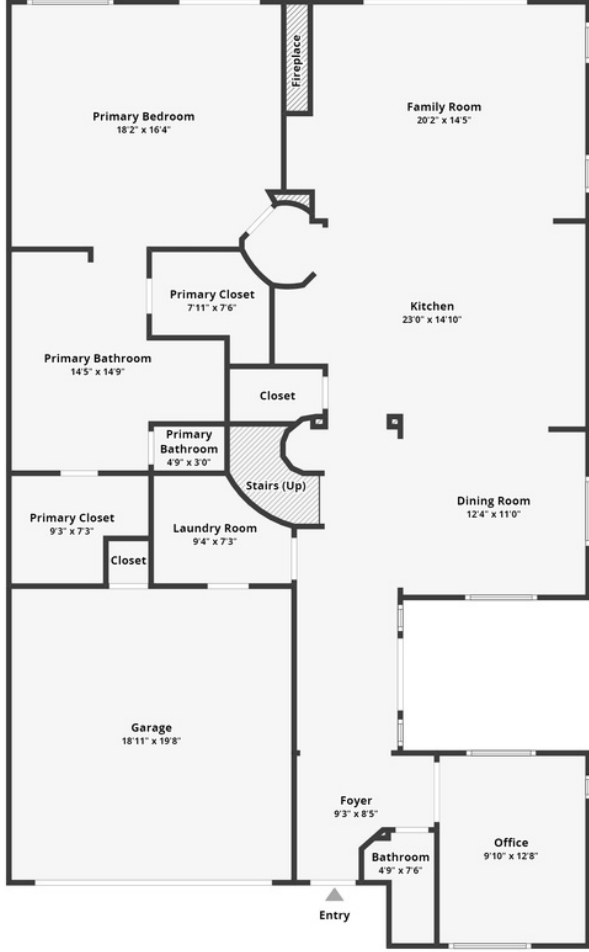 Fireplace
Primary Bedroom
18'2" x 16'4"
Family Room
20'2" x 14'5"
Primary Closet
7'11" x 7'6"
Kitchen
23'0" x 14'10"
Primary Bathroom
14'5" x 14'9"
Closet
Primary
Bathroom
4'9" x 3'0"
Stairs (Up)
Dining Room
12'4" x 11'0"
Primary Closet
9'3" x 7'3"
Laundry Room
9'4" x 7'3"
Closet
Garage
18'11" x 19'8"
Foyer
9'3" x 8'5"
Office
9'10" x 12'8"
Bathroom
4'9" x 7'6"
Entry